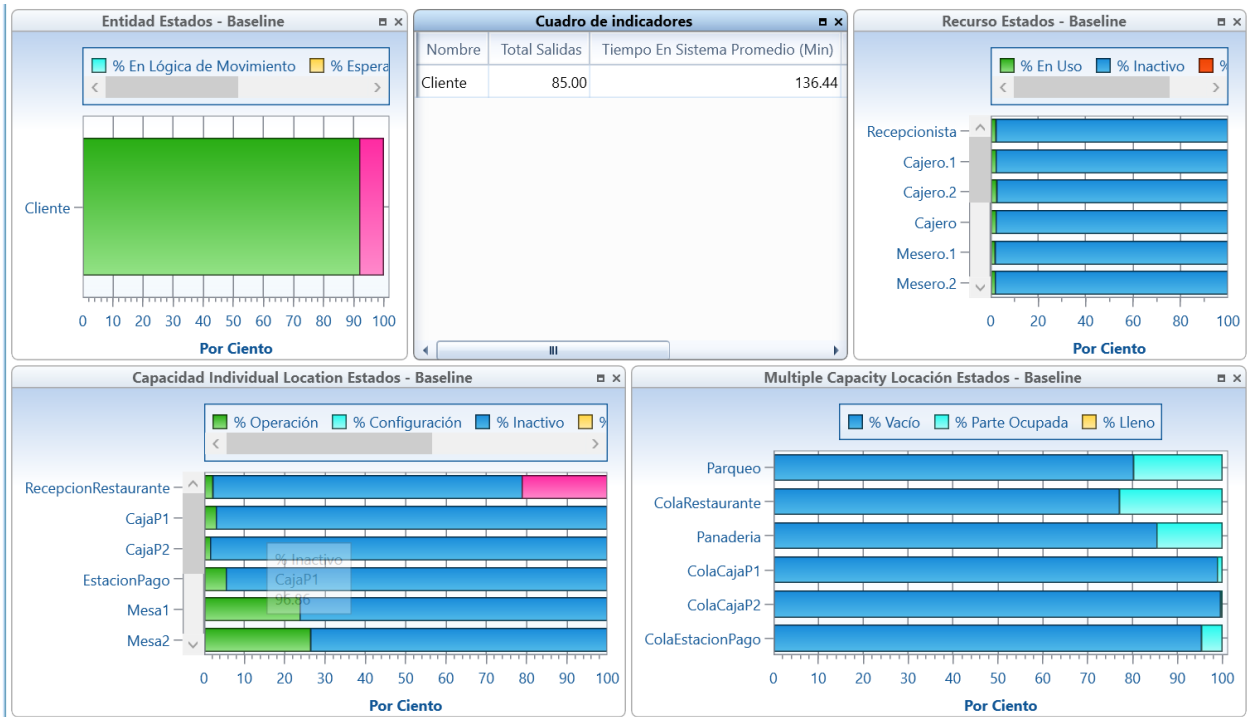 Entidad Estados - Baseline
% En Lógica de Movimiento % Espera
Cliente
0 10 20 30 40 50 60 70 80 90 100
Por Ciento
Cuadro de indicadores
Nombre Total Salidas Tiempo En Sistema Promedio (Min)
Cliente 85.00 136.44
Recurso Estados - Baseline
% En Uso % Inactivo %
Recepcionista
Cajero.1
Cajero.2
Cajero
Mesero.1
Mesero.2
0 20 40 60 80 100
Por Ciento
Capacidad Individual Location Estados - Baseline
% Operación % Configuración % Inactivo %
RecepcionRestaurante
CajaP1
CajaP2
EstacionPago
Mesa1
Mesa2
% Inactivo
CajaP1
96.86
0 10 20 30 40 50 60 70 80 90 100
Por Ciento
Multiple Capacity Locación Estados - Baseline
% Vacío % Parte Ocupada % Lleno
Parqueo
ColaRestaurante
Panaderia
ColaCajaP1
ColaCajaP2
ColaEstacionPago
0 10 20 30 40 50 60 70 80 90 100
Por Ciento